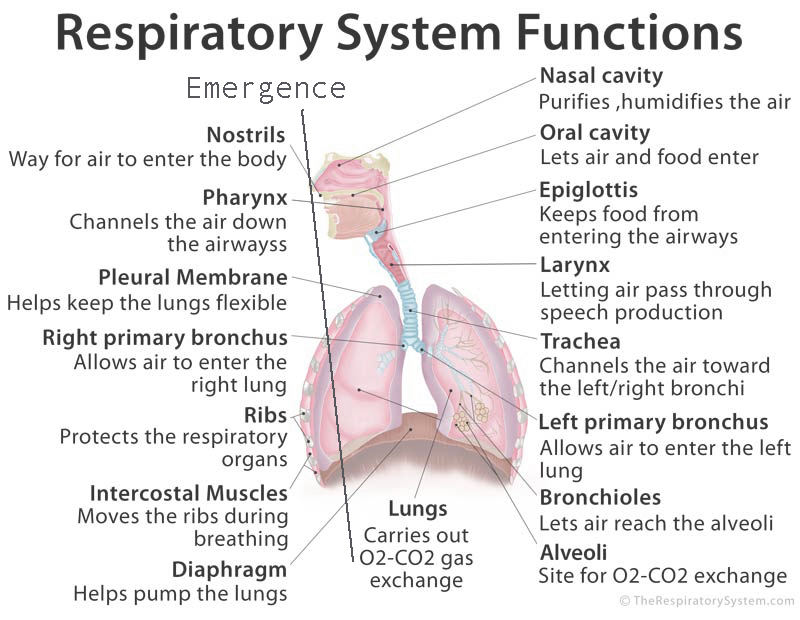 Respiratory System Functions
Emergence
Nostrils
Way for air to enter the body
Pharynx
Channels the air down
the airwayss
Pleural Membrane
Helps keep the lungs flexible
Right primary bronchus
Allows air to enter the
right lung
Ribs
Protects the respiratory
organs
Intercostal Muscles
Moves the ribs during
breathing
Diaphragm
Helps pump the lungs
Lungs
Carries out
O2-CO2 gas
exchange
Nasal cavity
Purifies ,humidifies the air
Oral cavity
Lets air and food enter
Epiglottis
Keeps food from
entering the airways
Larynx
Letting air pass through
speech production
Trachea
Channels the air toward
the left/right bronchi
Left primary bronchus
Allows air to enter the left
lung
Bronchioles
Lets air reach the alveoli
Alveoli
Site for O2-CO2 exchange
© TheRespiratorySystem.com